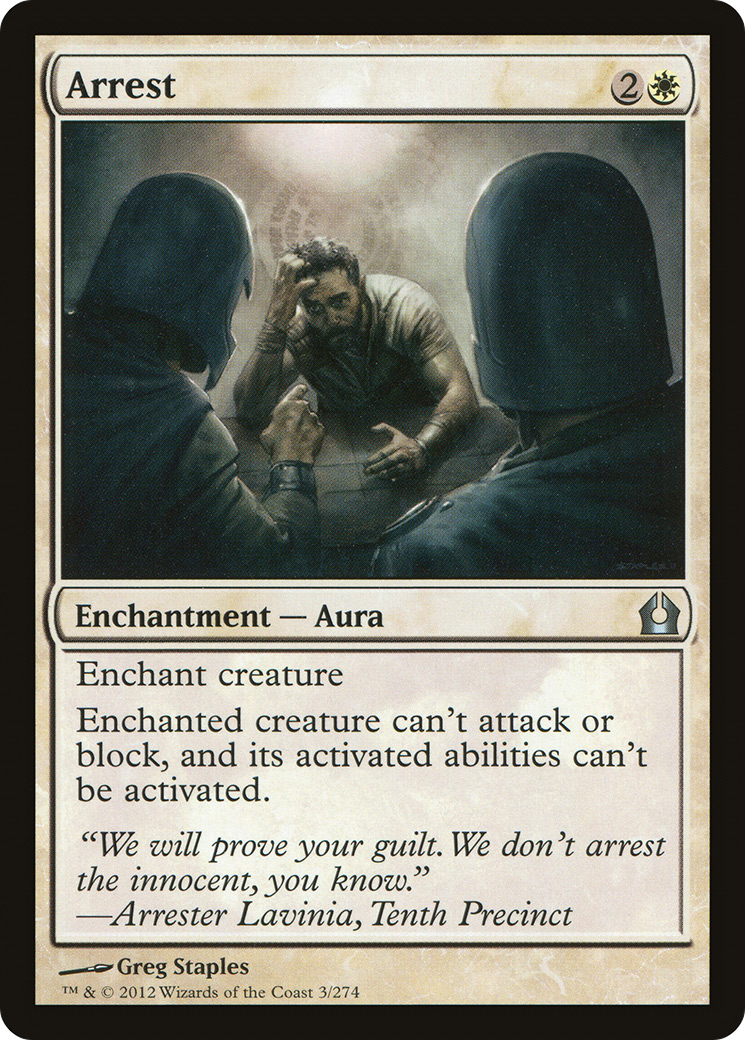 Arrest
2
Enchantment — Aura
Enchant creature
Enchanted creature can't attack or
block, and its activated abilities can't
be activated.
"We will prove your guilt. We don't arrest
the innocent, you know."
—Arrester Lavinia, Tenth Precinct
Greg Staples
™ & © 2012 Wizards of the Coast 3/274